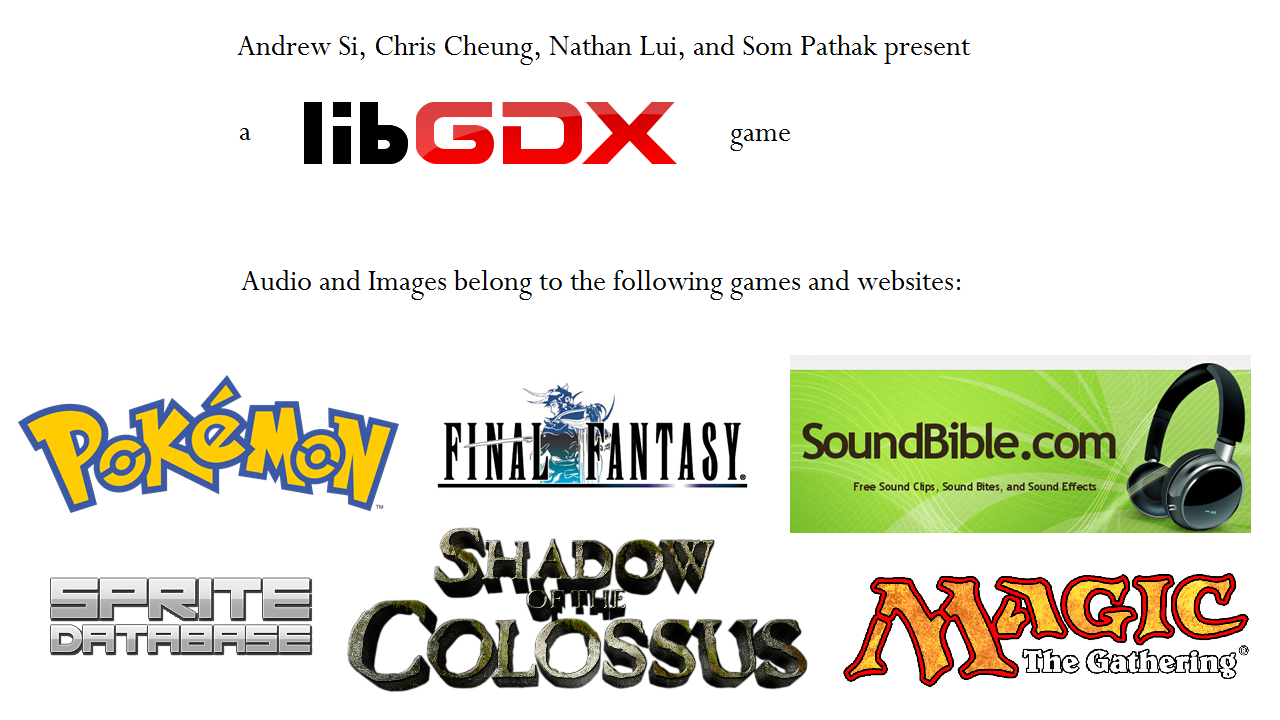 Andrew Si, Chris Cheung, Nathan Lui, and Som Pathak present
a libGDX game
Audio and Images belong to the following games and websites:
POKéMON ™
FINAL FANTASY®
SoundBible.com
Free Sound Clips, Sound Bites, and Sound Effects
SHADOW
OF THE
COLOSSUS
SPRITE
DATABASE
MAGIC
The Gathering®